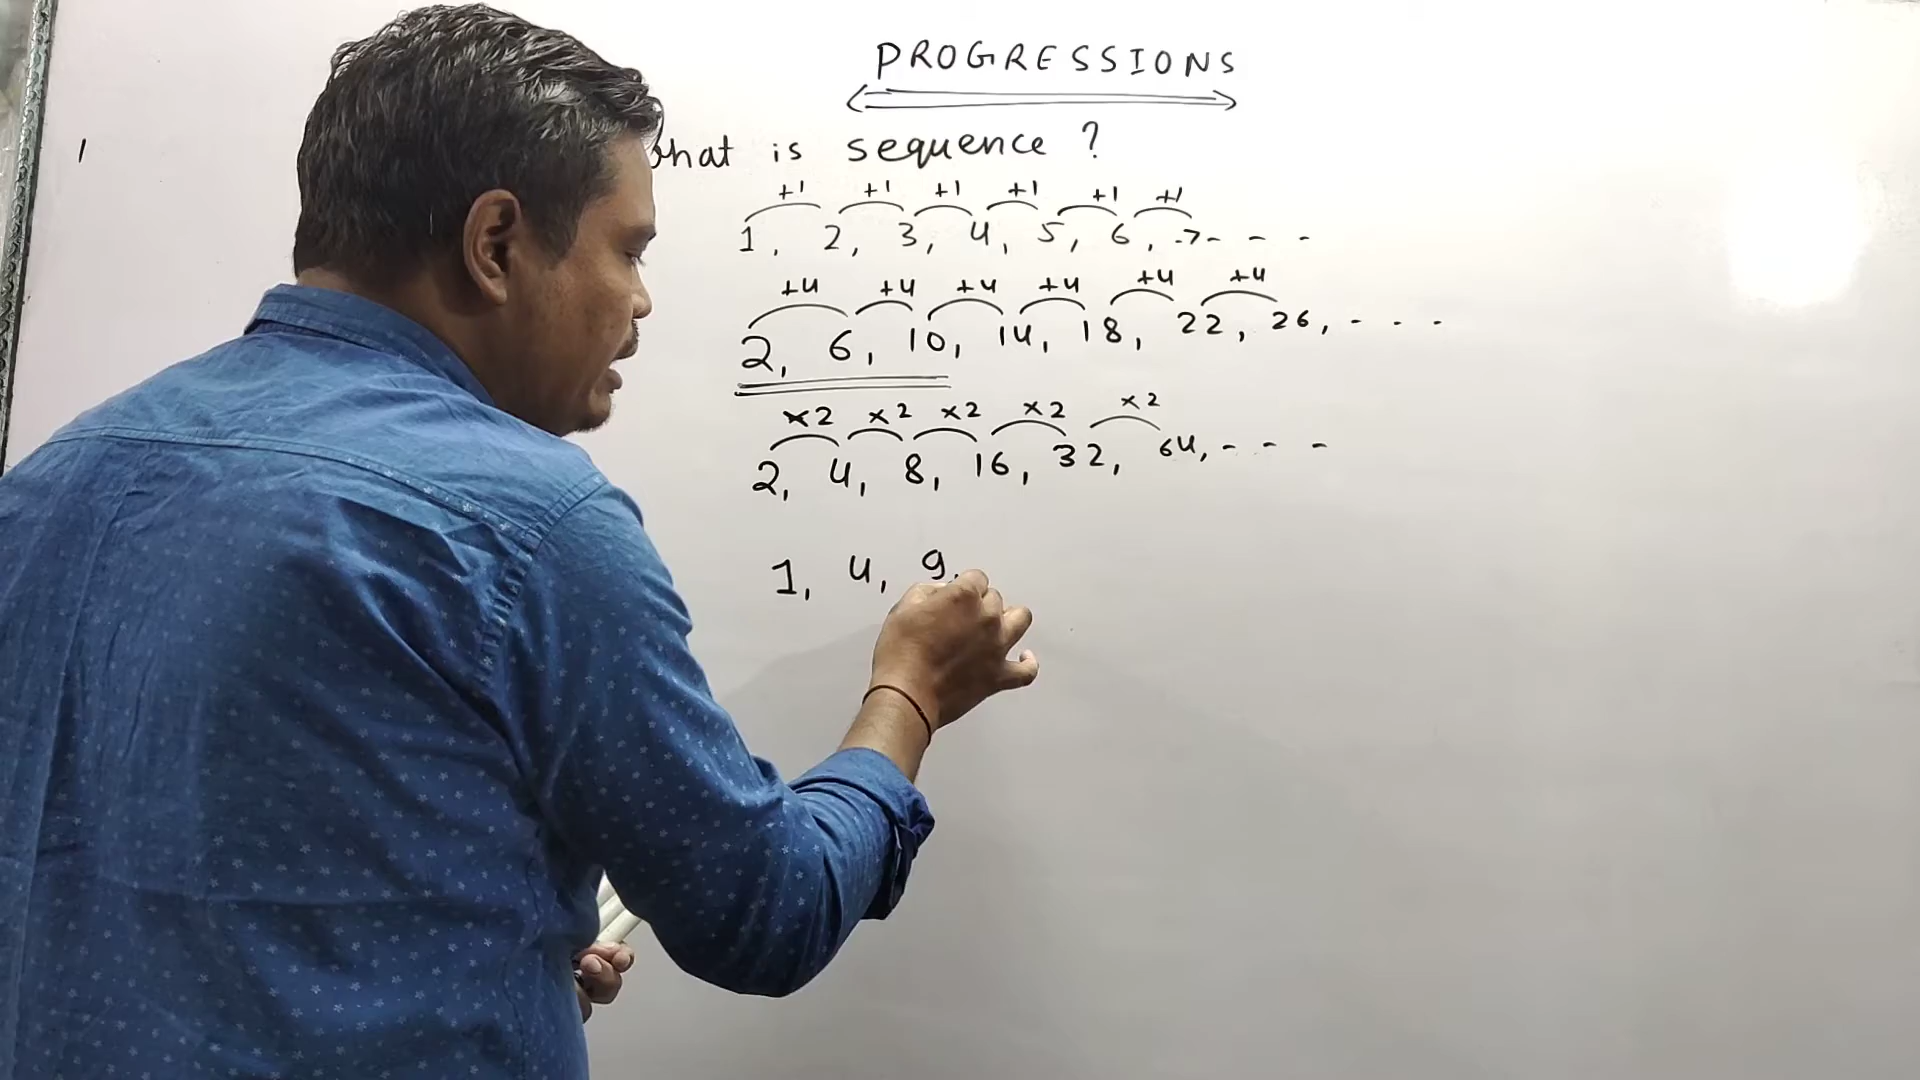 PROGRESSIONS
what is sequence ?
+1 +1 +1 +1 +1 +1
1, 2, 3, 4, 5, 6, -7- - -
+4 +4 +4 +4 +4 +4
2, 6, 10, 14, 18, 22, 26, - - -
×2 ×2 ×2 ×2 ×2
2, 4, 8, 16, 32, 64, - - -
1, 4, 9,